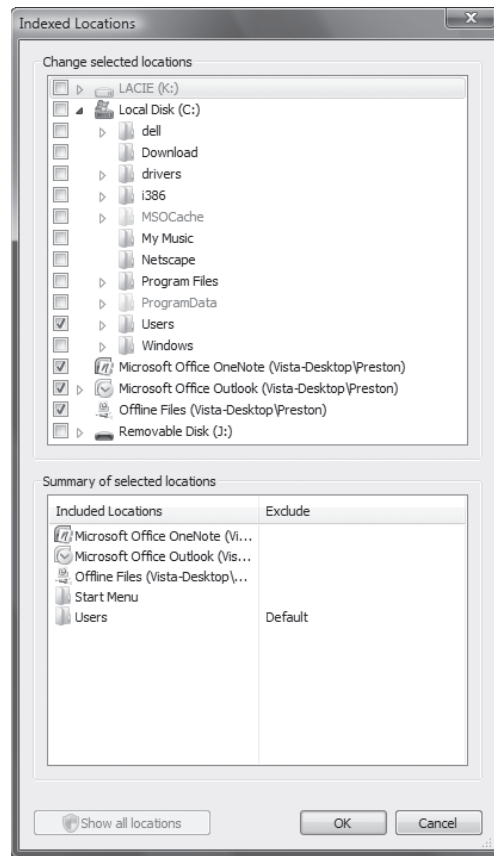 Indexed Locations
Change selected locations
LACIE (K:)
Local Disk (C:)
dell
Download
drivers
i386
MSOCache
My Music
Netscape
Program Files
ProgramData
Users
Windows
Microsoft Office OneNote (Vista-Desktop\Preston)
Microsoft Office Outlook (Vista-Desktop\Preston)
Offline Files (Vista-Desktop\Preston)
Removable Disk (J:)
Summary of selected locations
Included Locations Exclude
Microsoft Office OneNote (Vi...
Microsoft Office Outlook (Vis...
Offline Files (Vista-Desktop\...
Start Menu
Users Default
Show all locations OK Cancel